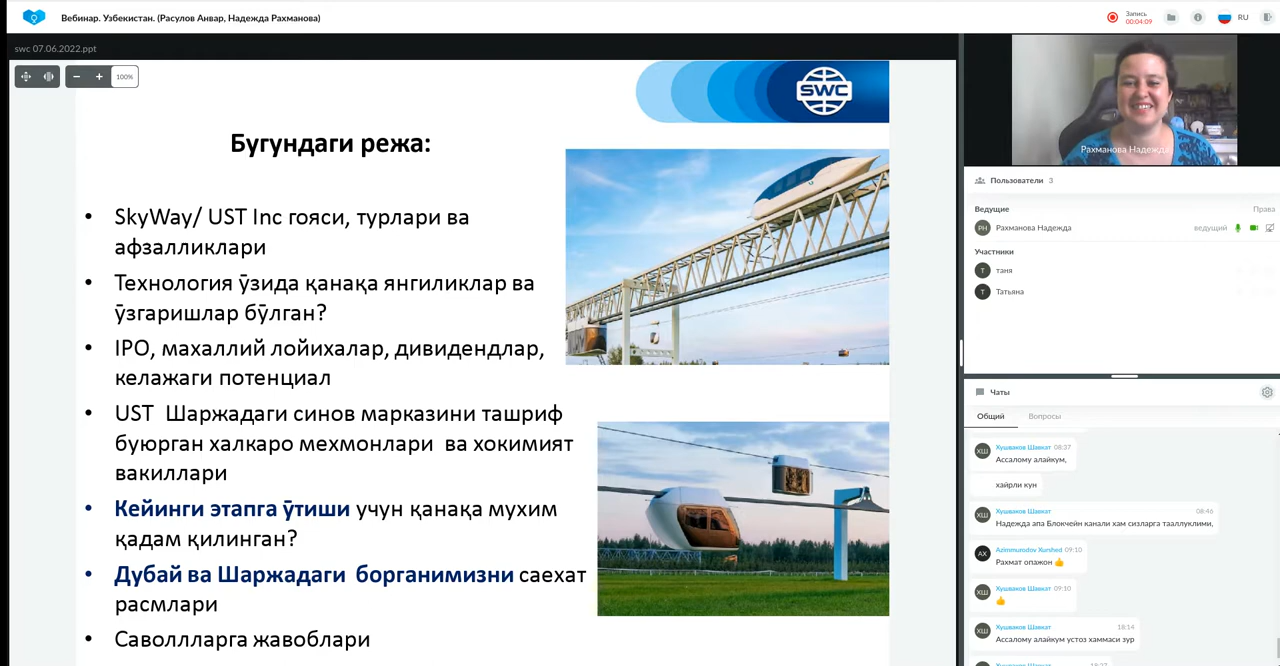 Вебинар. Узбекистан. (Расулов Анвар, Надежда Рахманова)
Запись
00:04:09
RU
swc 07.06.2022.ppt
100%
SWC
Бугундаги режа:
• SkyWay/ UST Inc гояси, турлари ва
афзалликлари
• Технология ўзида қанақа янгиликлар ва
ўзгаришлар бўлган?
• IPO, махаллий лойихалар, дивидендлар,
келажаги потенциал
• UST Шаржадаги синов марказини ташриф
буюрган халкаро мехмонлари ва хокимият
вакиллари
• Кейинги этапга ўтиши учун қанақа мухим
қадам қилинган?
• Дубай ва Шаржадаги борганимизни саехат
расмлари
• Саволлларга жавоблари
Рахманова Надежда
Пользователи 3
Ведущие Права
РН Рахманова Надежда ведущий
Участники
Т таня
Т Татьяна
Чаты
Общий Вопросы
ХШ Хушваков Шавкат 08:37
Ассалому алайкум,
хайрли кун
ХШ Хушваков Шавкат 08:46
Надежда апа Блокчейн канали хам сизларга тааллуклими,
AX Azimmurodov Xurshed 09:10
Рахмат опажон 👍
ХШ Хушваков Шавкат 09:10
👍
ХШ Хушваков Шавкат 18:14
Ассалому алайкум устоз хаммаси зур
Хушваков Шавкат 18:27